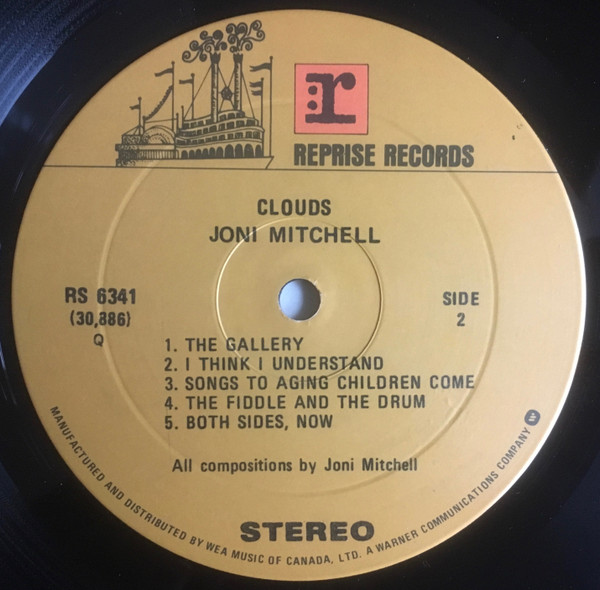 :r
REPRISE RECORDS
CLOUDS
JONI MITCHELL
RS 6341
(30,886)
Q
SIDE
2
1. THE GALLERY
2. I THINK I UNDERSTAND
3. SONGS TO AGING CHILDREN COME
4. THE FIDDLE AND THE DRUM
5. BOTH SIDES, NOW
All compositions by Joni Mitchell
STEREO
MANUFACTURED AND DISTRIBUTED BY WEA MUSIC OF CANADA, LTD. A WARNER COMMUNICATIONS COMPANY W